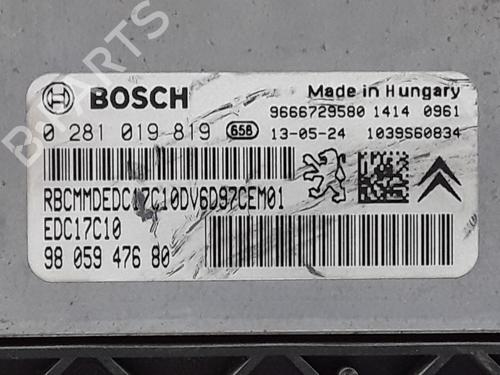 B-PARTS
BOSCH
Made in Hungary
9666729580 1414 0961
0 281 019 819 658 13-05-24 1039S60834
RBCMMDEDC17C10DV6D97CEM01
EDC17C10
98 059 476 80